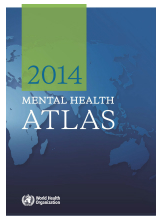 2014
MENTAL HEALTH
ATLAS
World Health
Organization